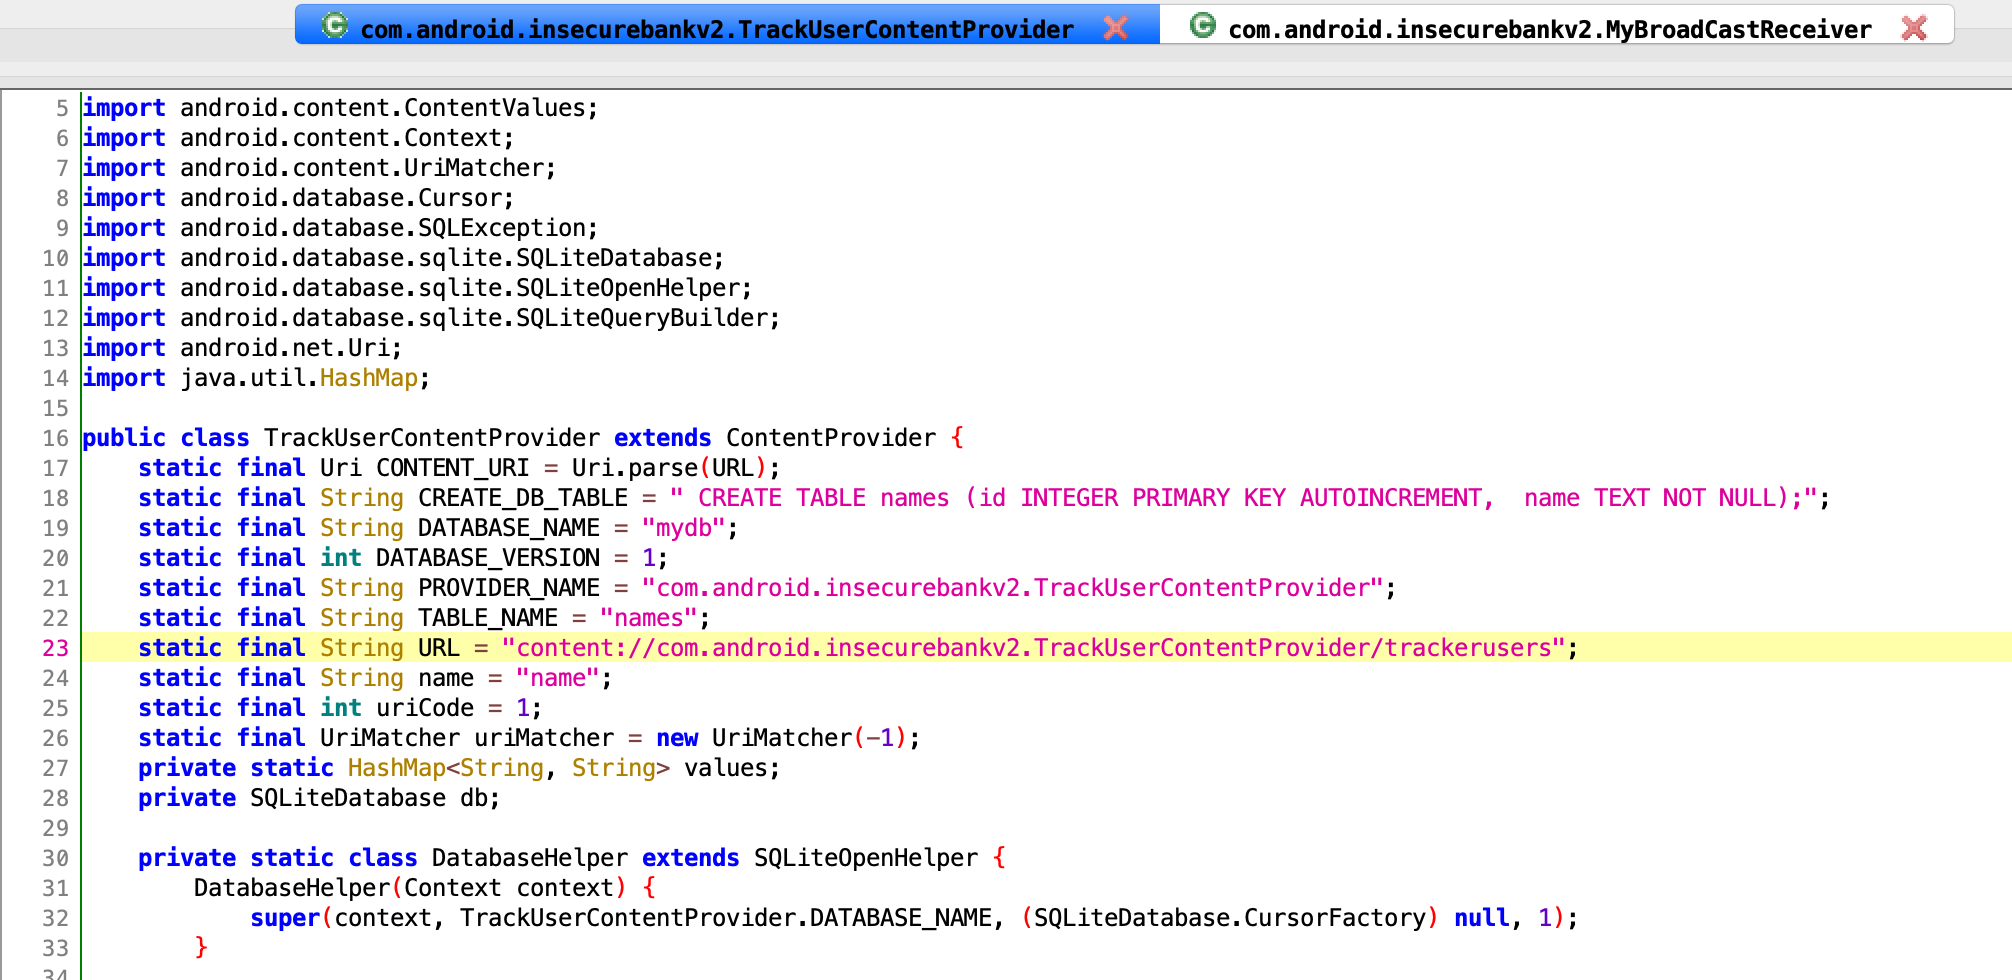 com.android.insecurebankv2.TrackUserContentProvider com.android.insecurebankv2.MyBroadCastReceiver
5 import android.content.ContentValues;
6 import android.content.Context;
7 import android.content.UriMatcher;
8 import android.database.Cursor;
9 import android.database.SQLException;
10 import android.database.sqlite.SQLiteDatabase;
11 import android.database.sqlite.SQLiteOpenHelper;
12 import android.database.sqlite.SQLiteQueryBuilder;
13 import android.net.Uri;
14 import java.util.HashMap;
15
16 public class TrackUserContentProvider extends ContentProvider {
17     static final Uri CONTENT_URI = Uri.parse(URL);
18     static final String CREATE_DB_TABLE = " CREATE TABLE names (id INTEGER PRIMARY KEY AUTOINCREMENT,  name TEXT NOT NULL);";
19     static final String DATABASE_NAME = "mydb";
20     static final int DATABASE_VERSION = 1;
21     static final String PROVIDER_NAME = "com.android.insecurebankv2.TrackUserContentProvider";
22     static final String TABLE_NAME = "names";
23     static final String URL = "content://com.android.insecurebankv2.TrackUserContentProvider/trackerusers";
24     static final String name = "name";
25     static final int uriCode = 1;
26     static final UriMatcher uriMatcher = new UriMatcher(-1);
27     private static HashMap<String, String> values;
28     private SQLiteDatabase db;
29
30     private static class DatabaseHelper extends SQLiteOpenHelper {
31         DatabaseHelper(Context context) {
32             super(context, TrackUserContentProvider.DATABASE_NAME, (SQLiteDatabase.CursorFactory) null, 1);
33         }
34